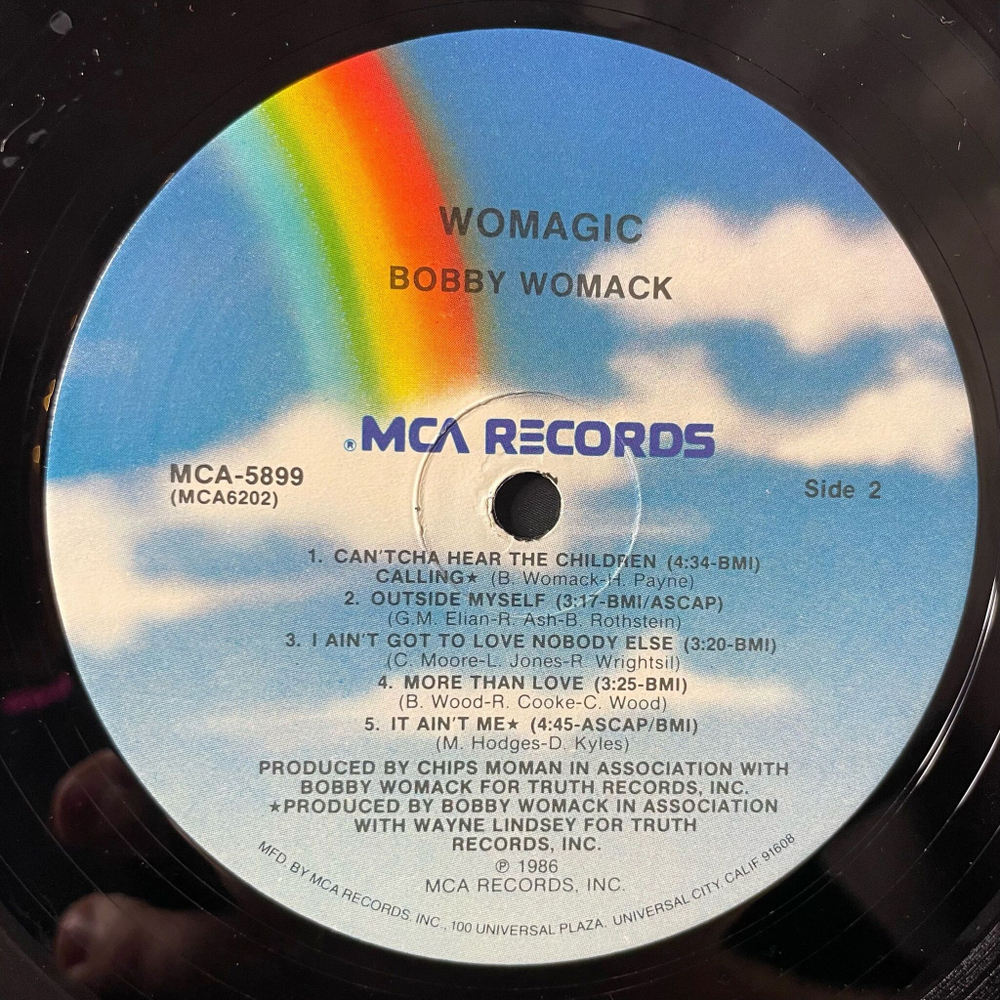 WOMAGIC
BOBBY WOMACK
® MCA RECORDS
MCA-5899
(MCA6202)
Side 2
1. CAN'TCHA HEAR THE CHILDREN (4:34-BMI)
CALLING★ (B. Womack-H. Payne)
2. OUTSIDE MYSELF (3:17-BMI/ASCAP)
(G.M. Elian-R. Ash-B. Rothstein)
3. I AIN'T GOT TO LOVE NOBODY ELSE (3:20-BMI)
(C. Moore-L. Jones-R. Wrightsil)
4. MORE THAN LOVE (3:25-BMI)
(B. Wood-R. Cooke-C. Wood)
5. IT AIN'T ME★ (4:45-ASCAP/BMI)
(M. Hodges-D. Kyles)
PRODUCED BY CHIPS MOMAN IN ASSOCIATION WITH
BOBBY WOMACK FOR TRUTH RECORDS, INC.
★PRODUCED BY BOBBY WOMACK IN ASSOCIATION
WITH WAYNE LINDSEY FOR TRUTH
RECORDS, INC.
℗ 1986
MCA RECORDS, INC.
MFD. BY MCA RECORDS, INC., 100 UNIVERSAL PLAZA, UNIVERSAL CITY, CALIF. 91608